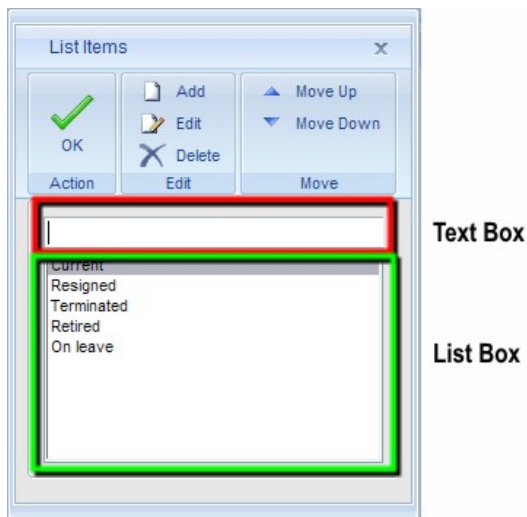 List Items
x
Add
Move Up
Edit
Move Down
OK
Delete
Action
Edit
Move
Text Box
Current
Resigned
Terminated
Retired
On leave
List Box